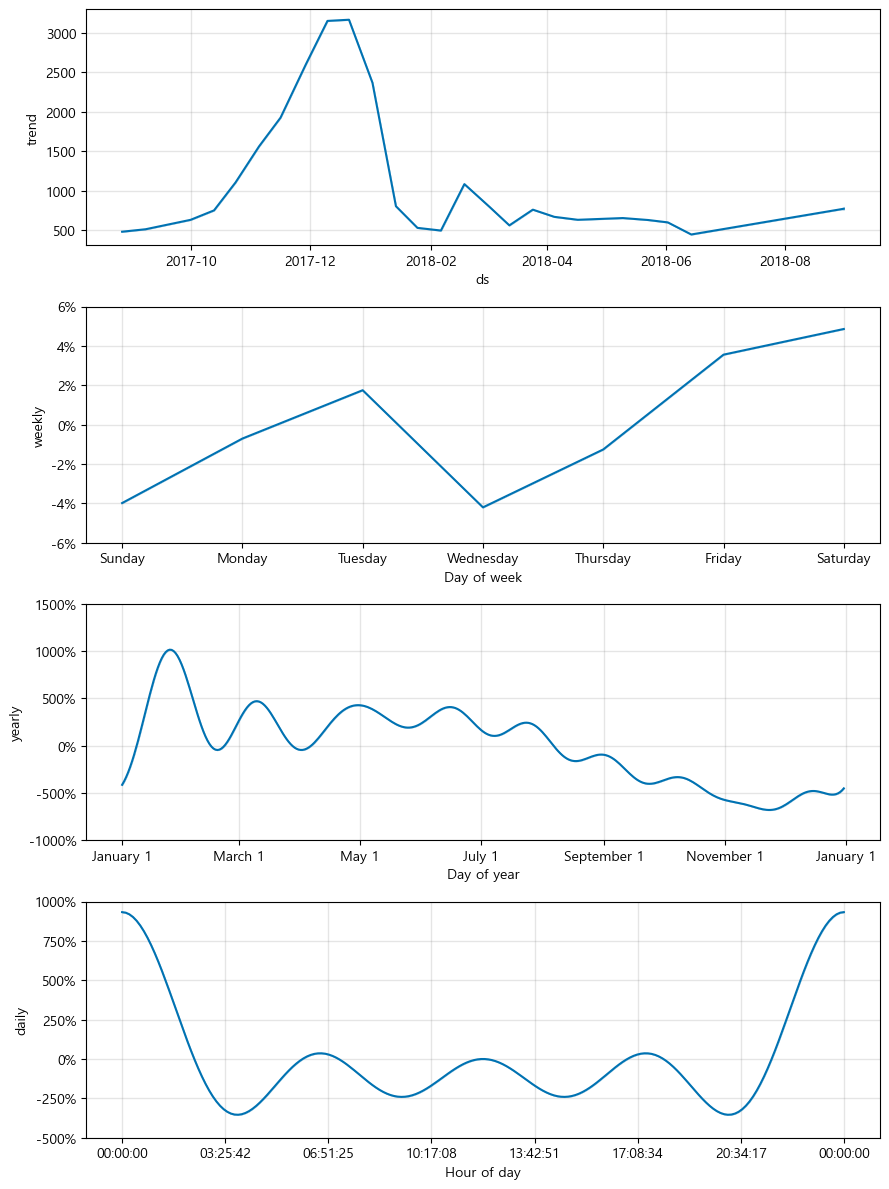 3000
2500
2000
1500
1000
500
trend
2017-10 2017-12 2018-02 2018-04 2018-06 2018-08
ds
6%
4%
2%
0%
-2%
-4%
-6%
weekly
Sunday Monday Tuesday Wednesday Thursday Friday Saturday
Day of week
1500%
1000%
500%
0%
-500%
-1000%
yearly
January 1 March 1 May 1 July 1 September 1 November 1 January 1
Day of year
1000%
750%
500%
250%
0%
-250%
-500%
daily
00:00:00 03:25:42 06:51:25 10:17:08 13:42:51 17:08:34 20:34:17 00:00:00
Hour of day